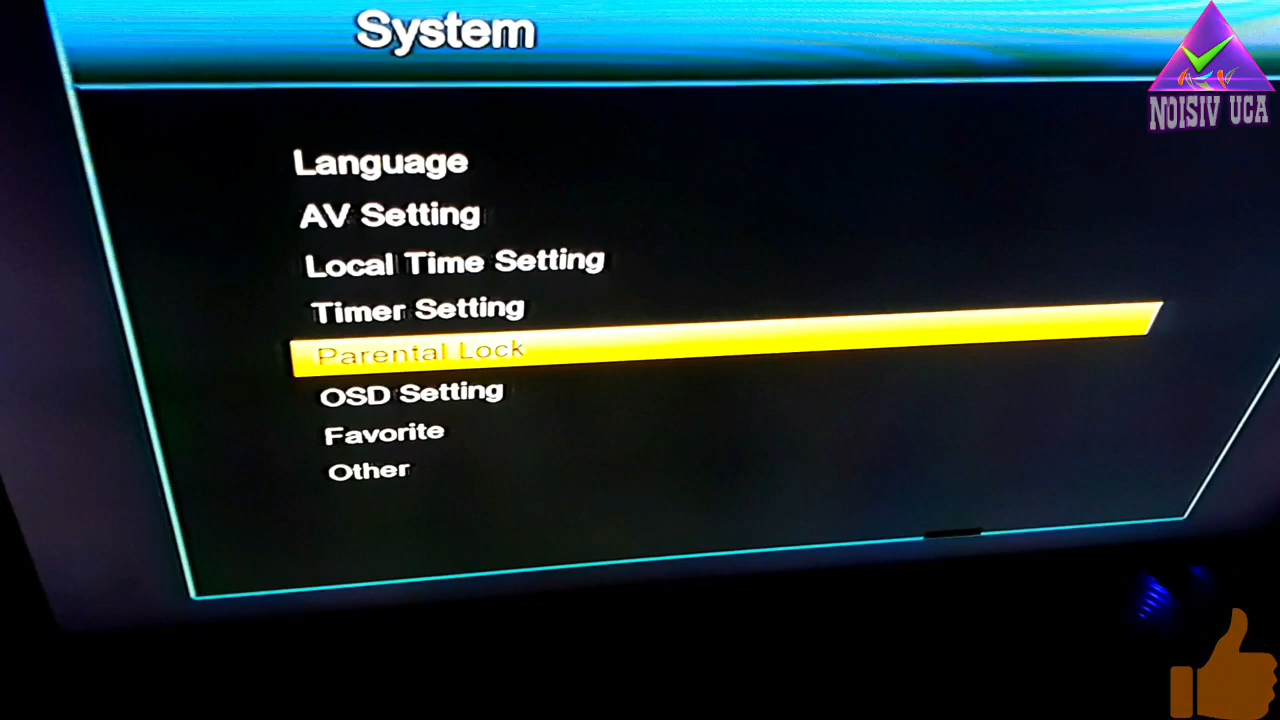 System
NOISIV UCA
Language
AV Setting
Local Time Setting
Timer Setting
Parental Lock
OSD Setting
Favorite
Other